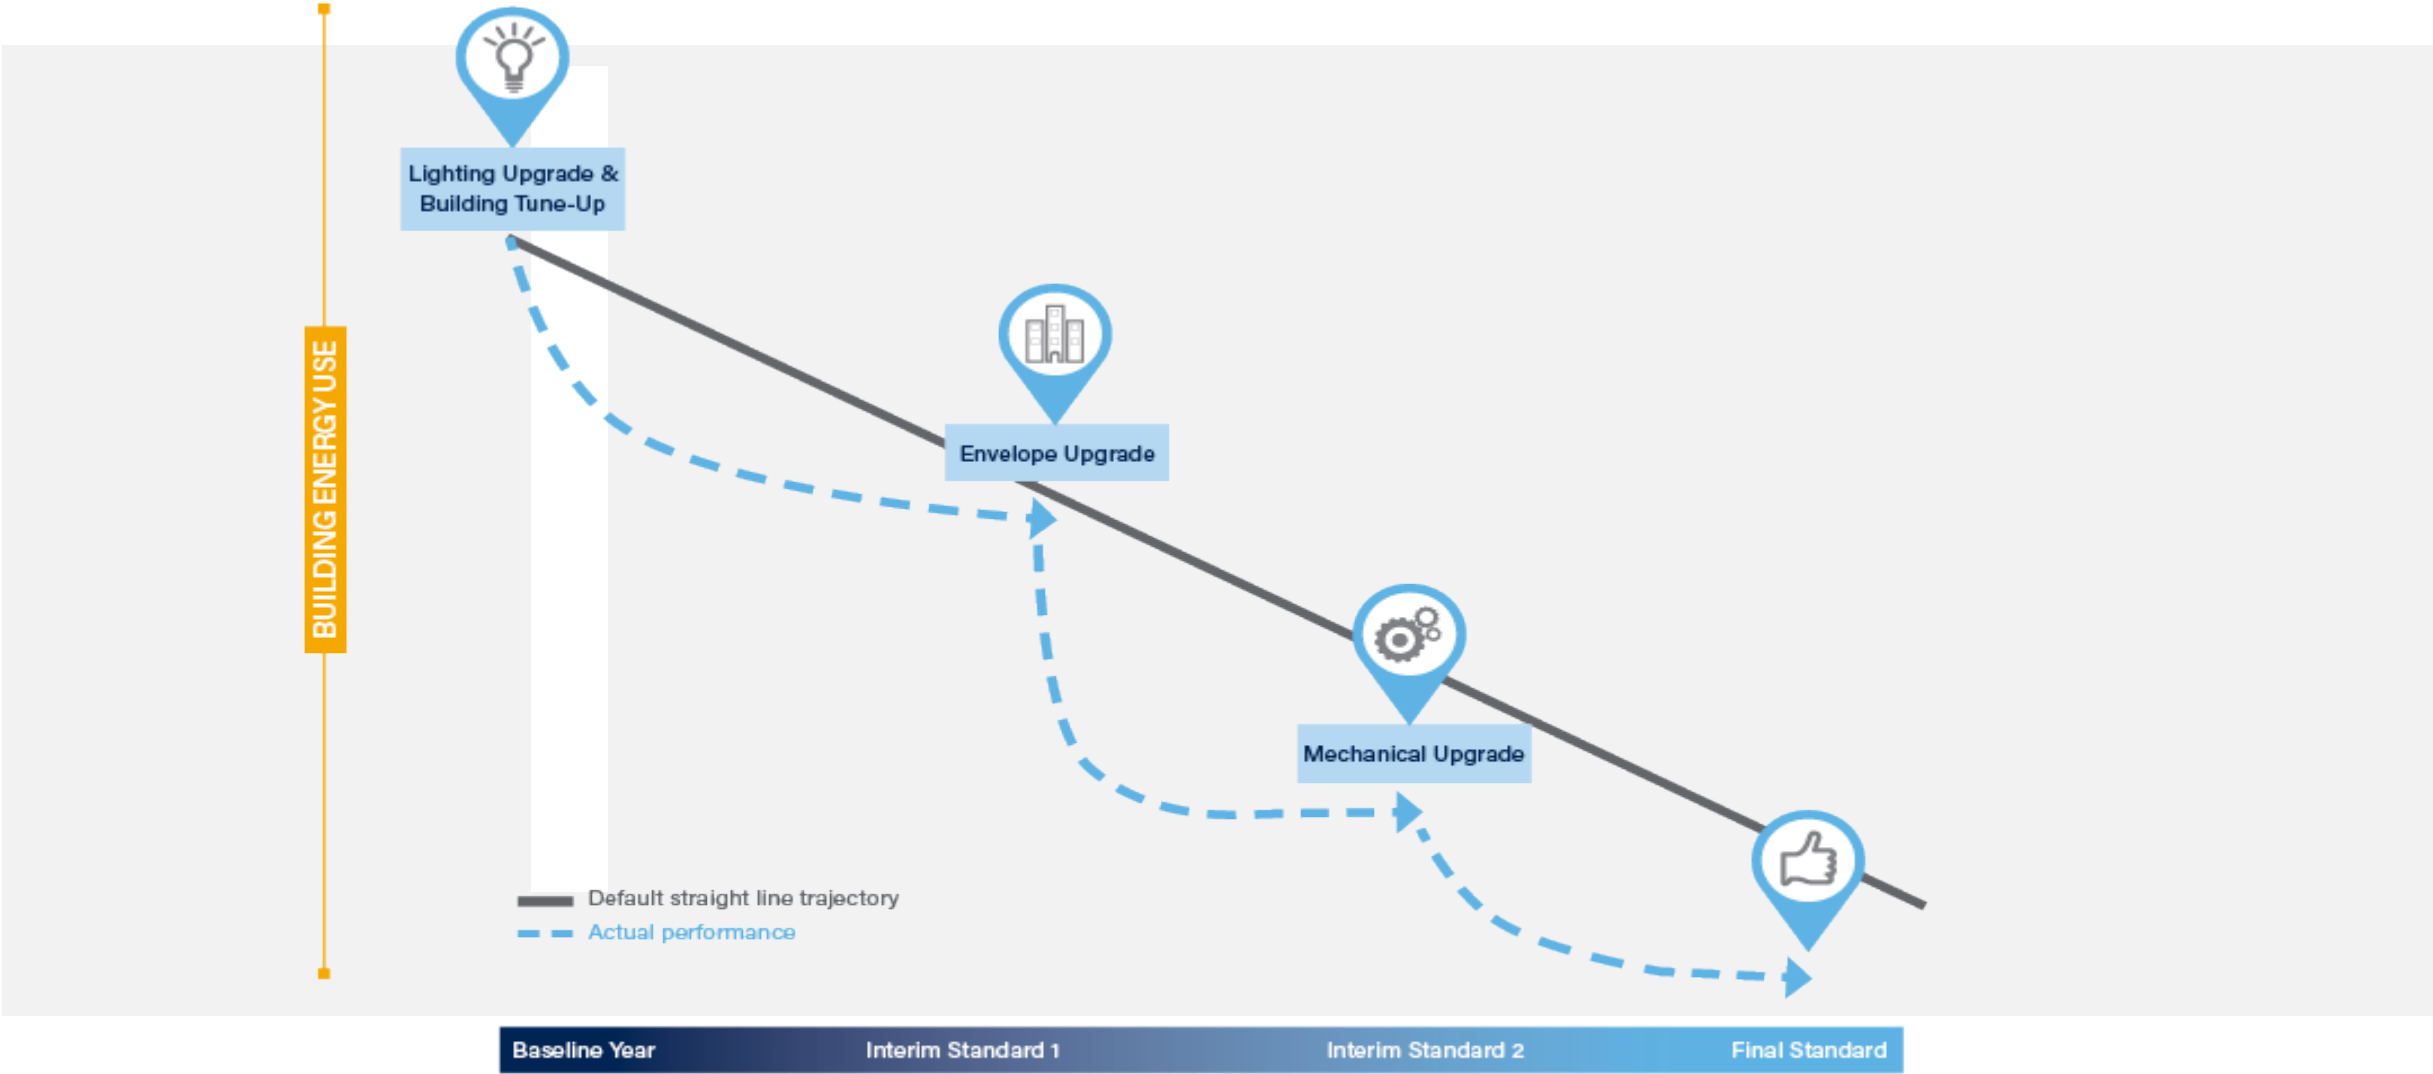 Lighting Upgrade &
Building Tune-Up
BUILDING ENERGY USE
Envelope Upgrade
Mechanical Upgrade
Default straight line trajectory
Actual performance
Baseline Year
Interim Standard 1
Interim Standard 2
Final Standard